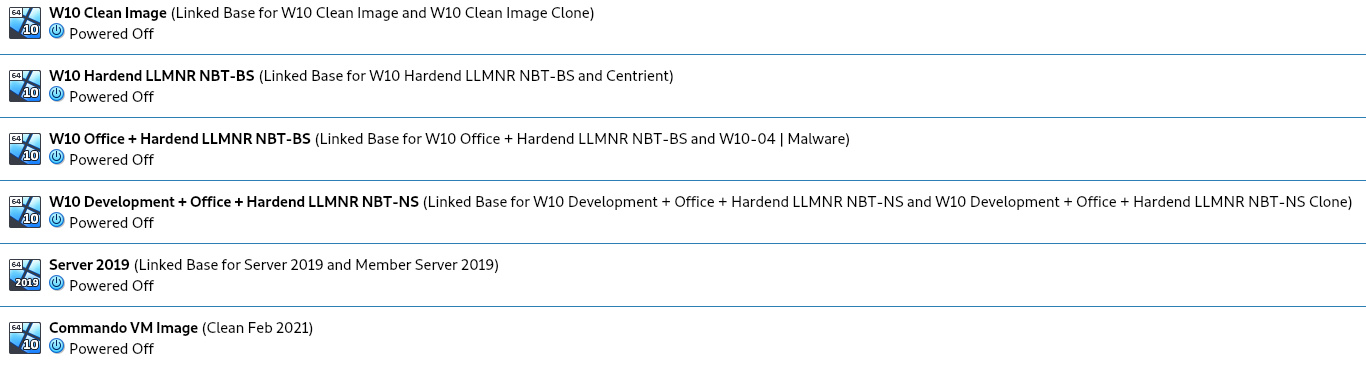 64
10
W10 Clean Image (Linked Base for W10 Clean Image and W10 Clean Image Clone)
Powered Off
64
10
W10 Hardend LLMNR NBT-BS (Linked Base for W10 Hardend LLMNR NBT-BS and Centrient)
Powered Off
64
10
W10 Office + Hardend LLMNR NBT-BS (Linked Base for W10 Office + Hardend LLMNR NBT-BS and W10-04 | Malware)
Powered Off
64
10
W10 Development + Office + Hardend LLMNR NBT-NS (Linked Base for W10 Development + Office + Hardend LLMNR NBT-NS and W10 Development + Office + Hardend LLMNR NBT-NS Clone)
Powered Off
64
2019
Server 2019 (Linked Base for Server 2019 and Member Server 2019)
Powered Off
64
10
Commando VM Image (Clean Feb 2021)
Powered Off